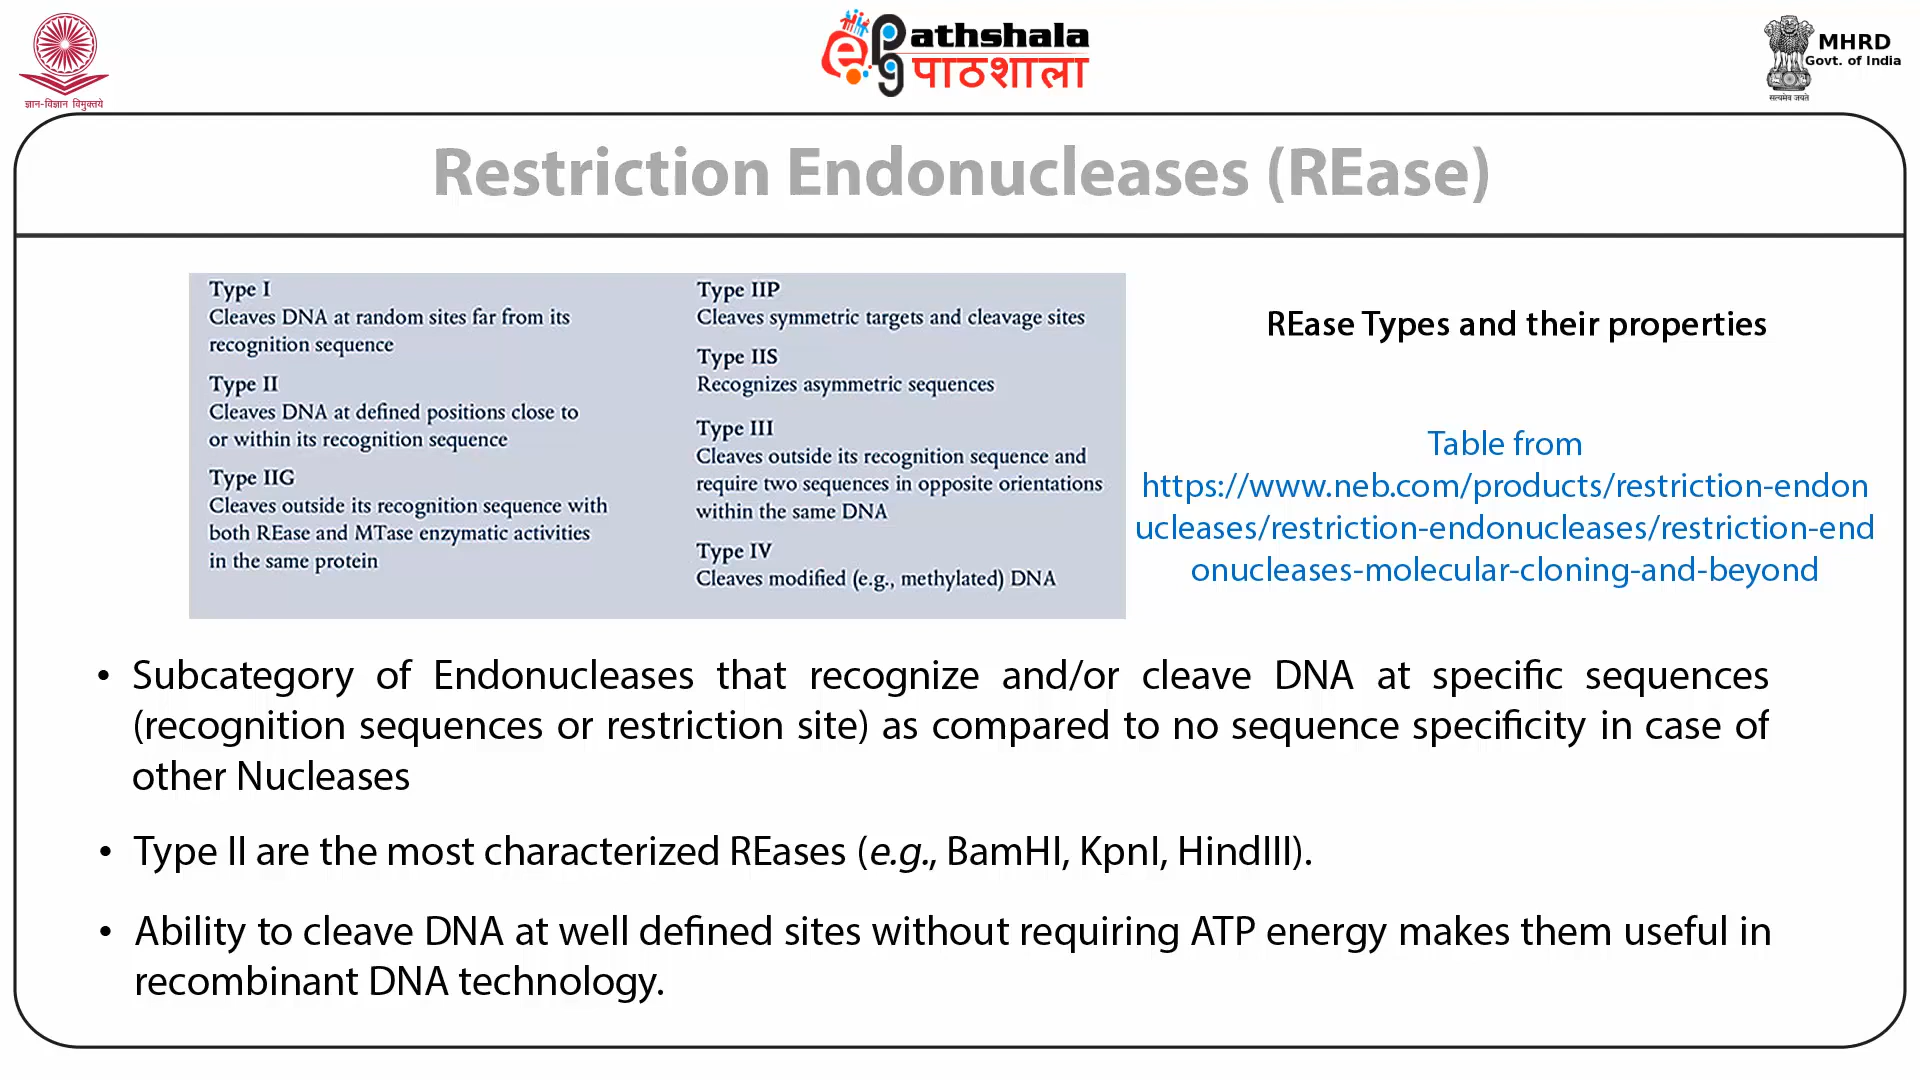 ज्ञान-विज्ञान विमुक्तये
ePathshala
पाठशाला
MHRD
Govt. of India
सत्यमेव जयते
Restriction Endonucleases (REase)
Type I
Cleaves DNA at random sites far from its
recognition sequence
Type II
Cleaves DNA at defined positions close to
or within its recognition sequence
Type IIG
Cleaves outside its recognition sequence with
both REase and MTase enzymatic activities
in the same protein
Type IIP
Cleaves symmetric targets and cleavage sites
Type IIS
Recognizes asymmetric sequences
Type III
Cleaves outside its recognition sequence and
require two sequences in opposite orientations
within the same DNA
Type IV
Cleaves modified (e.g., methylated) DNA
REase Types and their properties
Table from
https://www.neb.com/products/restriction-endon
ucleases/restriction-endonucleases/restriction-end
onucleases-molecular-cloning-and-beyond
• Subcategory of Endonucleases that recognize and/or cleave DNA at specific sequences
(recognition sequences or restriction site) as compared to no sequence specificity in case of
other Nucleases
• Type II are the most characterized REases (e.g., BamHI, KpnI, HindIII).
• Ability to cleave DNA at well defined sites without requiring ATP energy makes them useful in
recombinant DNA technology.